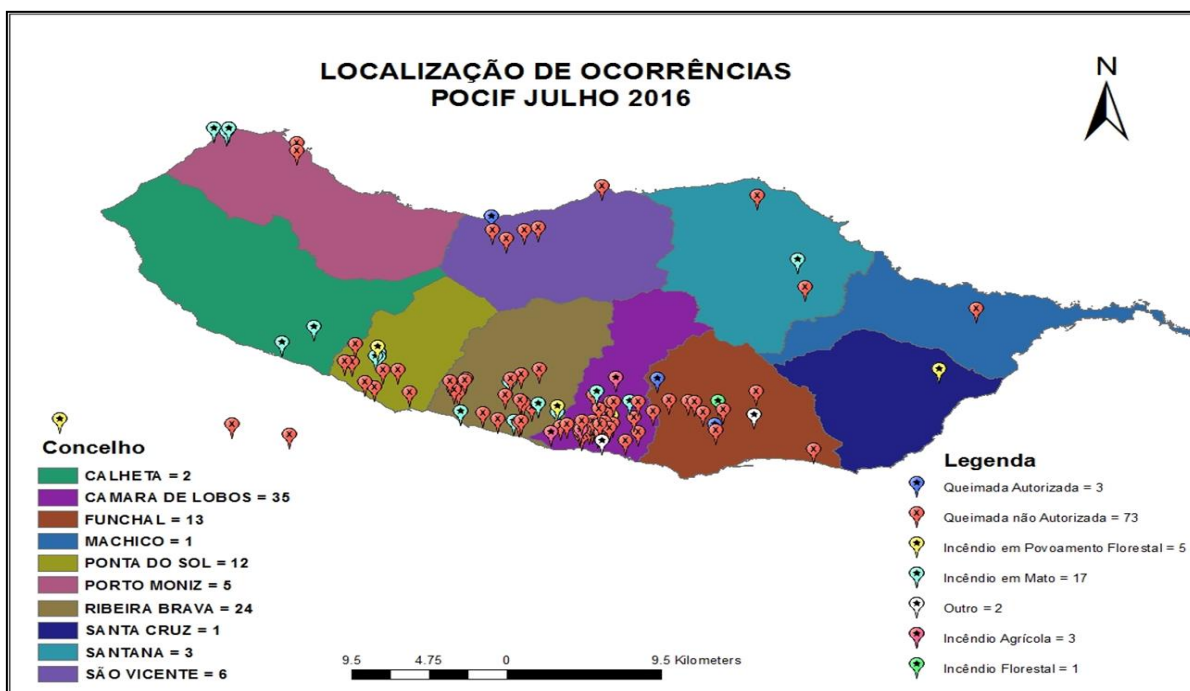 LOCALIZAÇÃO DE OCORRÊNCIAS
POCIF JULHO 2016
N
Concelho
CALHETA = 2
CAMARA DE LOBOS = 35
FUNCHAL = 13
MACHICO = 1
PONTA DO SOL = 12
PORTO MONIZ = 5
RIBEIRA BRAVA = 24
SANTA CRUZ = 1
SANTANA = 3
SÃO VICENTE = 6
9.5 4.75 0 9.5 Kilometers
Legenda
Queimada Autorizada = 3
Queimada não Autorizada = 73
Incêndio em Povoamento Florestal = 5
Incêndio em Mato = 17
Outro = 2
Incêndio Agrícola = 3
Incêndio Florestal = 1